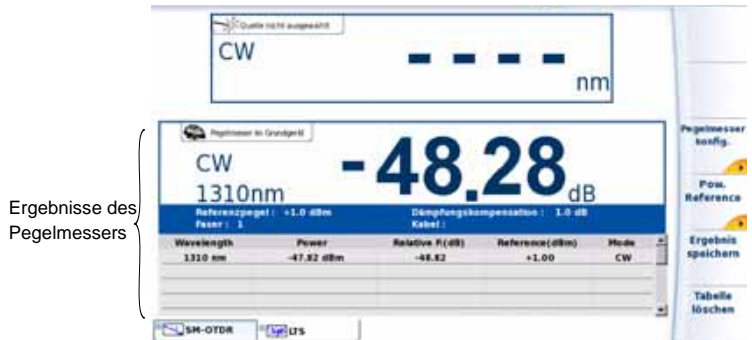 Quelle nicht ausgewählt
CW
- - - -
nm
Ergebnisse des
Pegelmessers
Pegelmesser im Grundgerät
CW
1310nm
-48.28
dB
Referenzpegel : +1.0 dBm Dämpfungskompensation : 1.0 dB
Faser : 1 Kabel :
Wavelength Power Relative P.(dB) Reference(dBm) Mode
1310 nm -47.82 dBm -48.82 +1.00 CW
SM-OTDR
LTS
Pegelmesser
konfig.
Pow.
Reference
Ergebnis
speichern
Tabelle
löschen